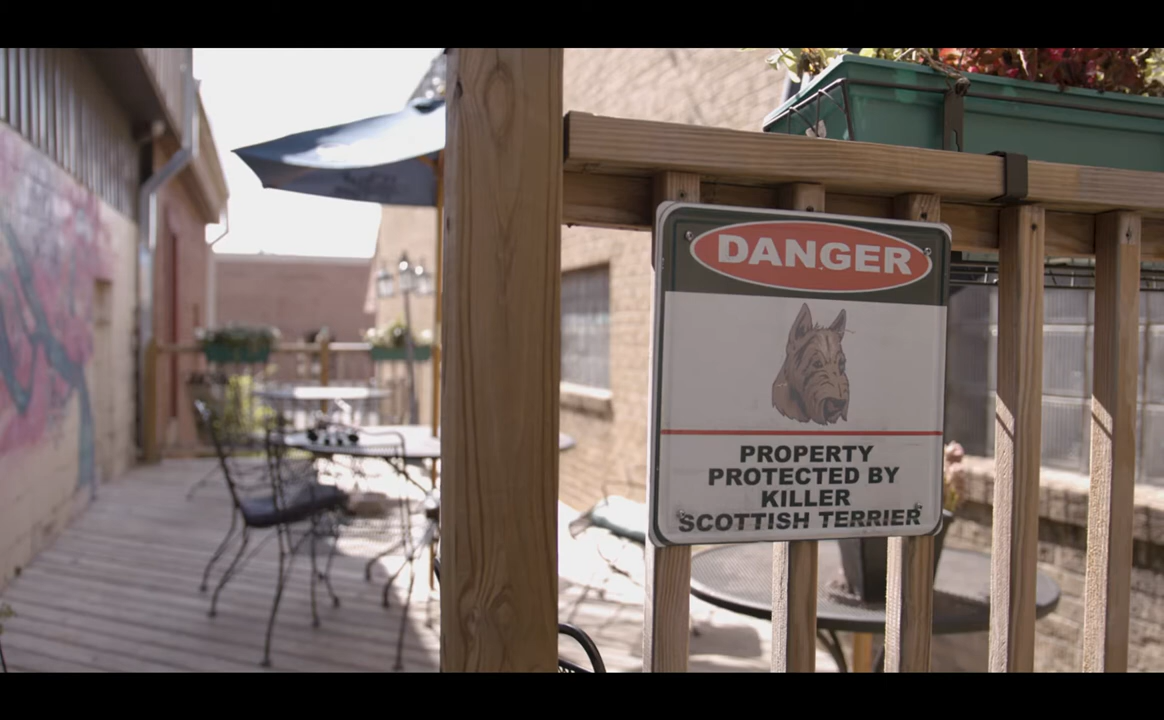 DANGER
PROPERTY
PROTECTED BY
KILLER
SCOTTISH TERRIER